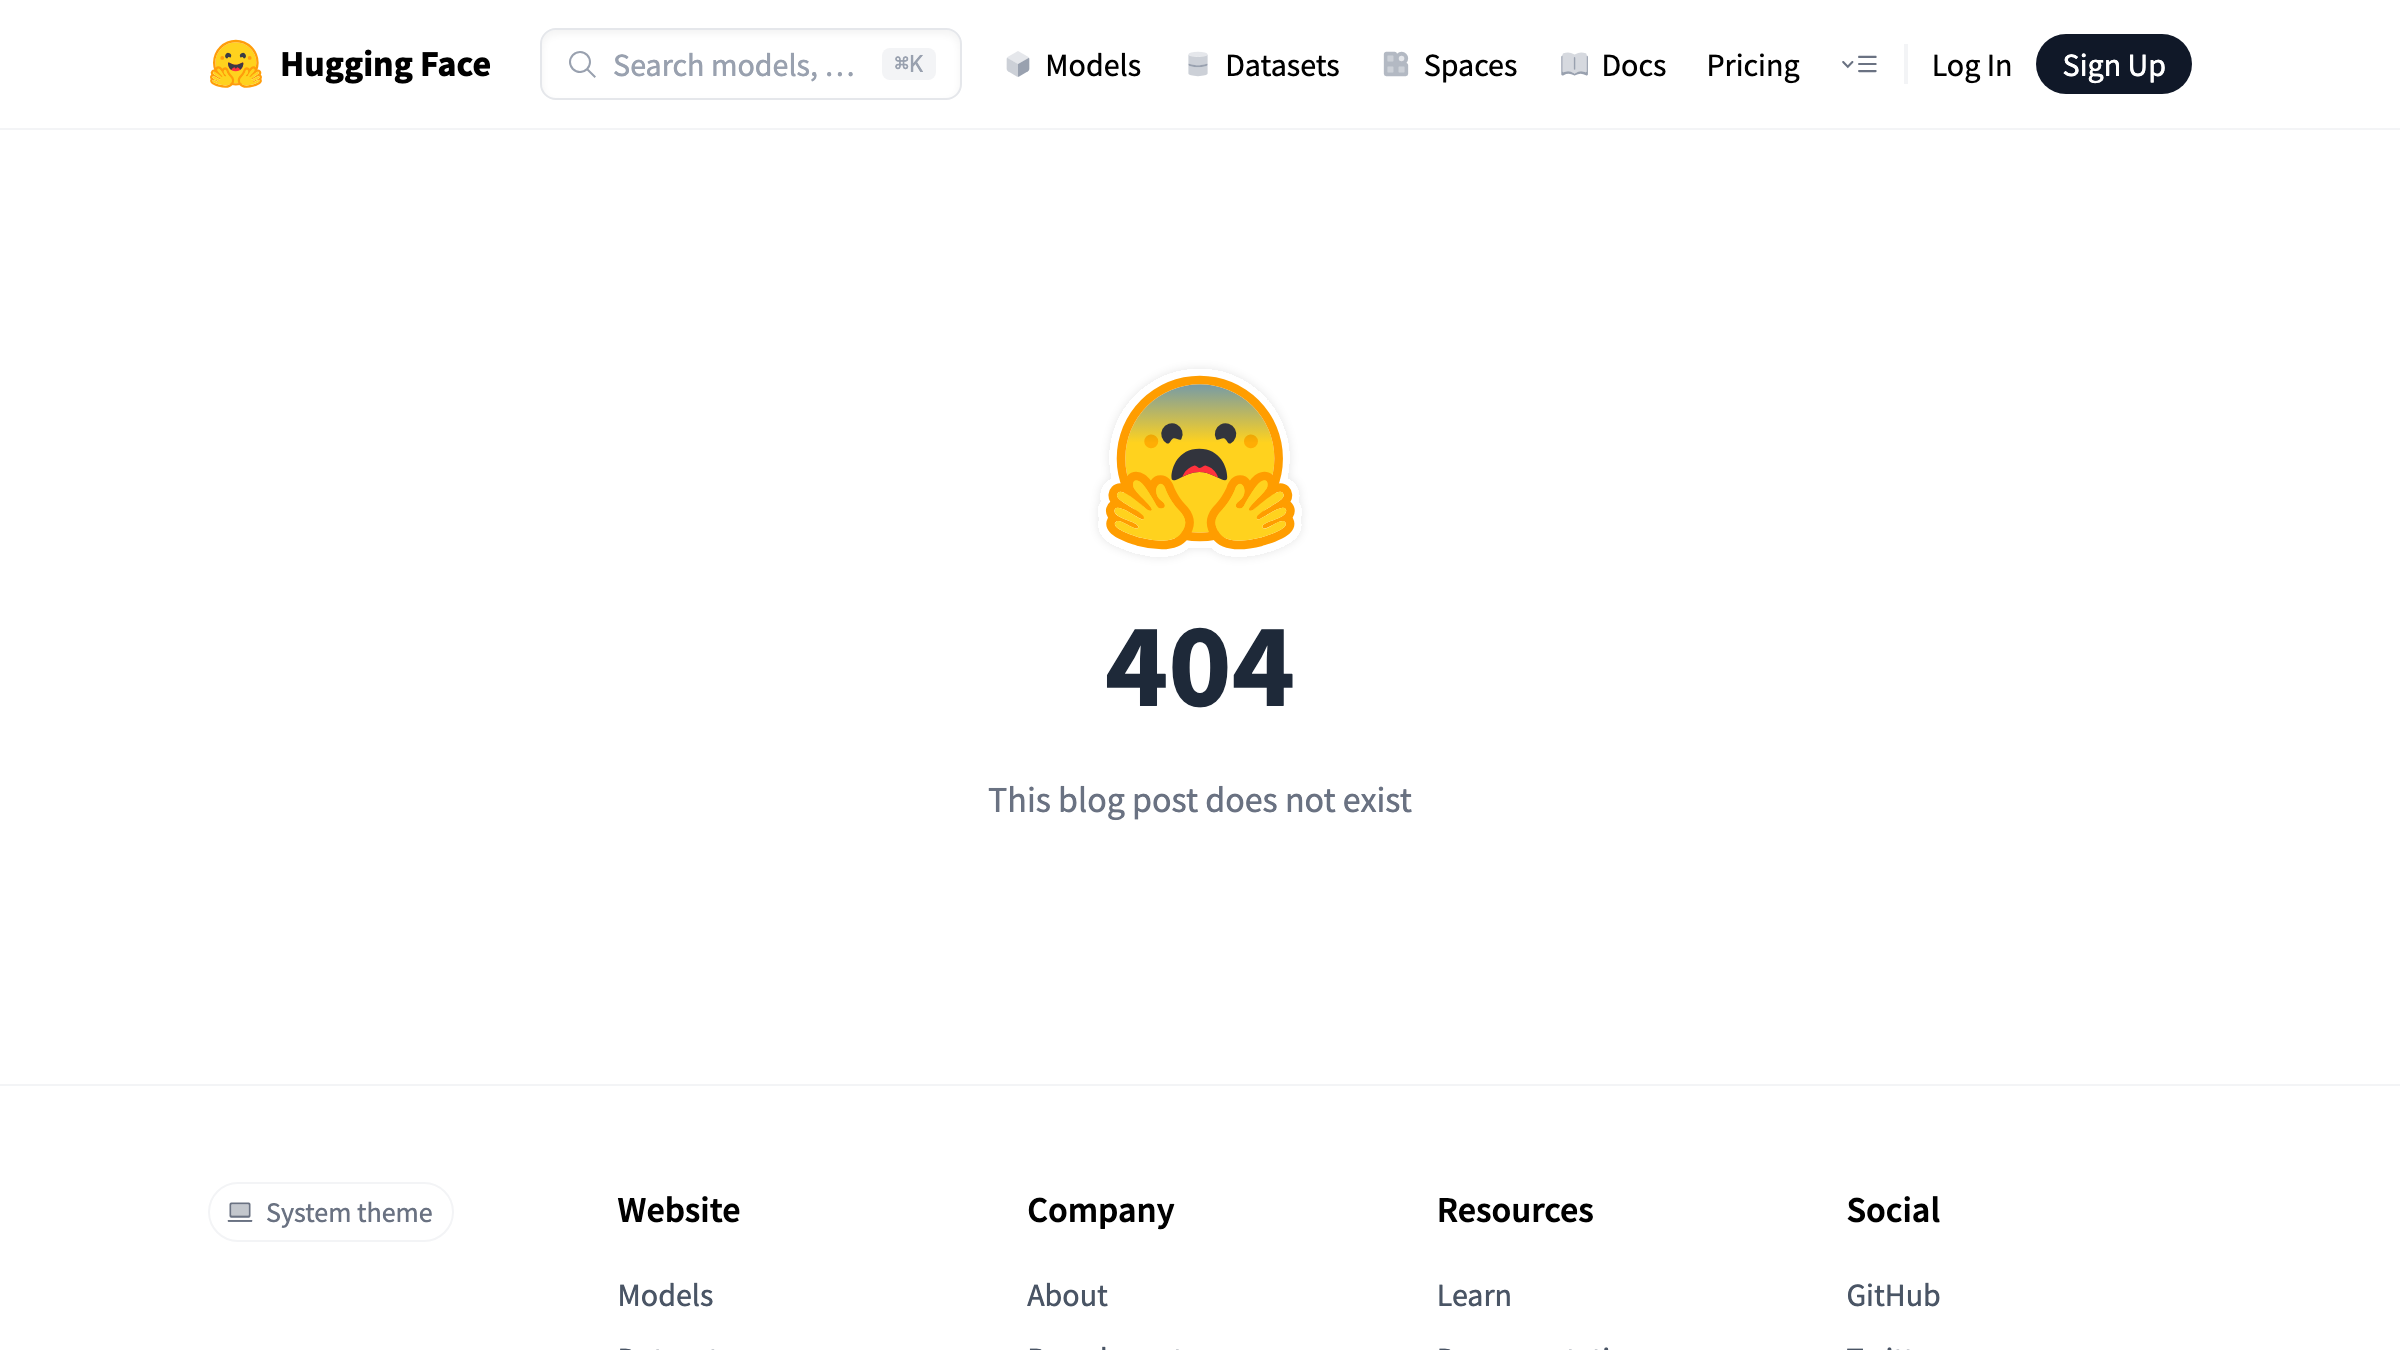 Hugging Face
Search models, ...
⌘K
Models
Datasets
Spaces
Docs
Pricing
Log In
Sign Up
404
This blog post does not exist
System theme
Website
Company
Resources
Social
Models
About
Learn
GitHub